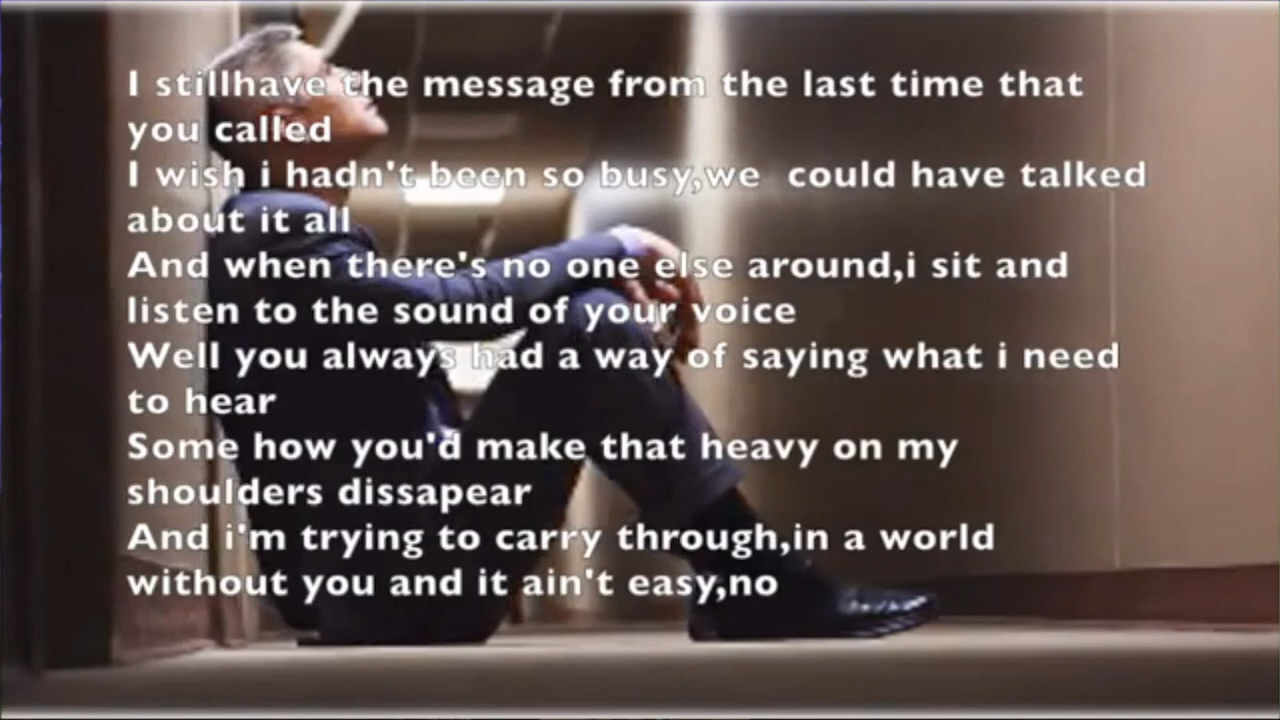 I stillhave the message from the last time that
you called
I wish i hadn't been so busy,we  could have talked
about it all
And when there's no one else around,i sit and
listen to the sound of your voice
Well you always had a way of saying what i need
to hear
Some how you'd make that heavy on my
shoulders dissapear
And i'm trying to carry through,in a world
without you and it ain't easy,no